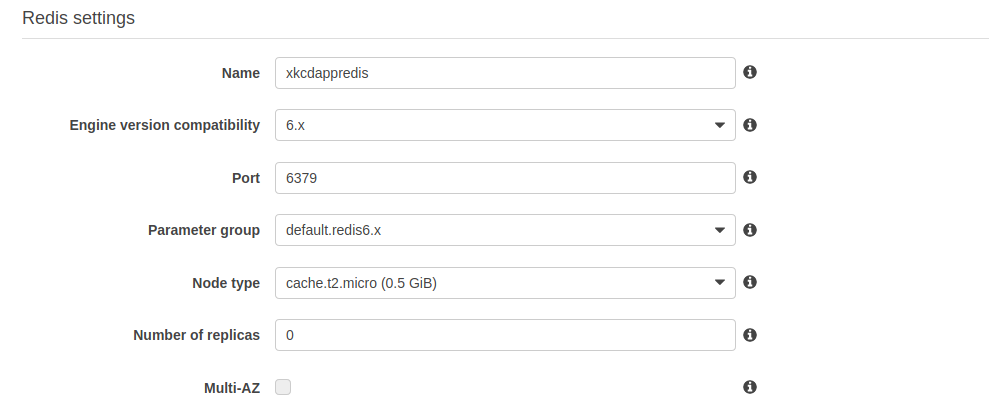 Redis settings
Name xkcdappredis
Engine version compatibility 6.x
Port 6379
Parameter group default.redis6.x
Node type cache.t2.micro (0.5 GiB)
Number of replicas 0
Multi-AZ